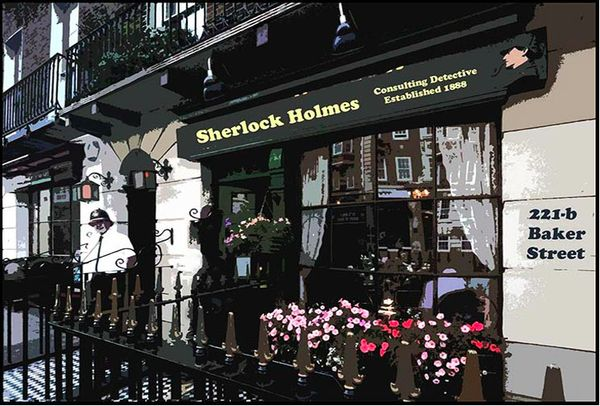 Sherlock Holmes
Consulting Detective
Established 1888
221-b
Baker
Street